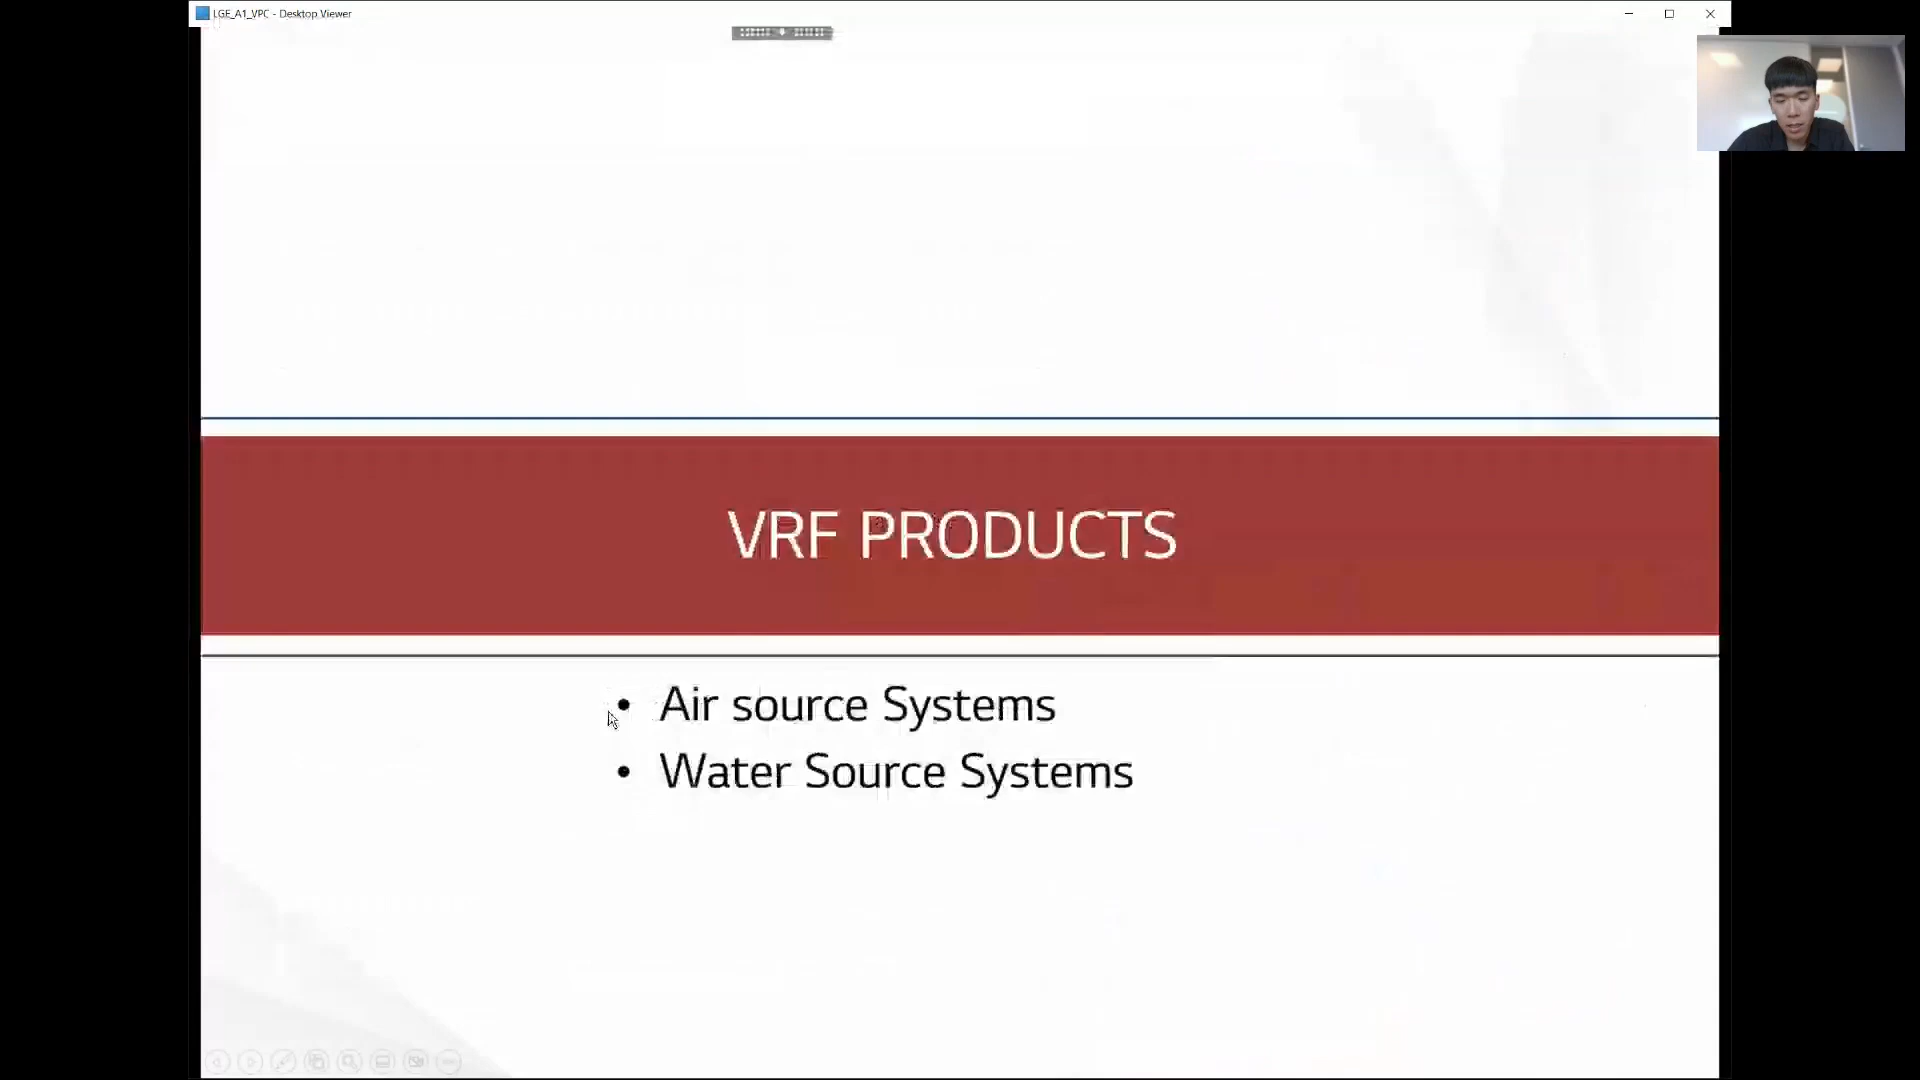 LGE_A1_VPC - Desktop Viewer
VRF PRODUCTS
• Air source Systems
• Water Source Systems